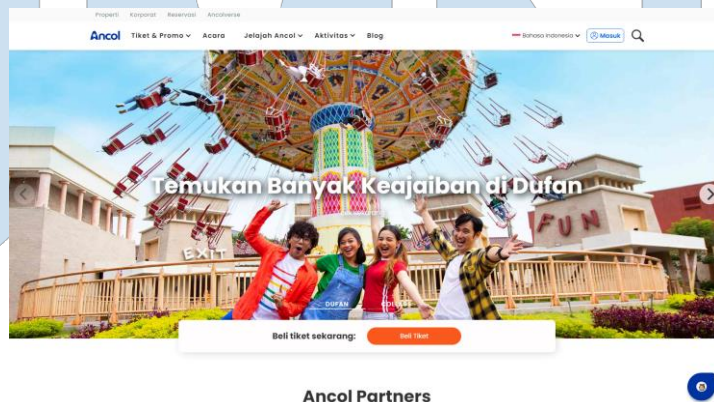 Properti Korporat Reservasi Ancolverse
Ancol Tiket & Promo Acara Jelajah Ancol Aktivitas Blog Bahasa Indonesia Masuk
Temukan Banyak Keajaiban di Dufan
FUN
EXIT
DUFAN
Beli tiket sekarang: Beli Tiket
Ancol Partners